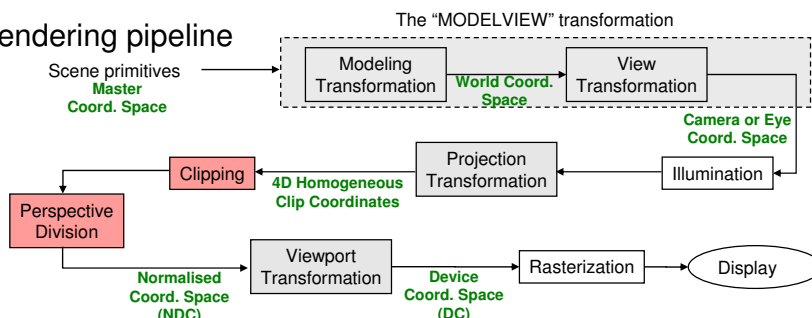 The “MODELVIEW” transformation
endering pipeline
Scene primitives
Master
Coord. Space
Modeling
Transformation
World Coord.
Space
View
Transformation
Camera or Eye
Coord. Space
Illumination
Projection
Transformation
4D Homogeneous
Clip Coordinates
Clipping
Perspective
Division
Normalised
Coord. Space
(NDC)
Viewport
Transformation
Device
Coord. Space
(DC)
Rasterization
Display